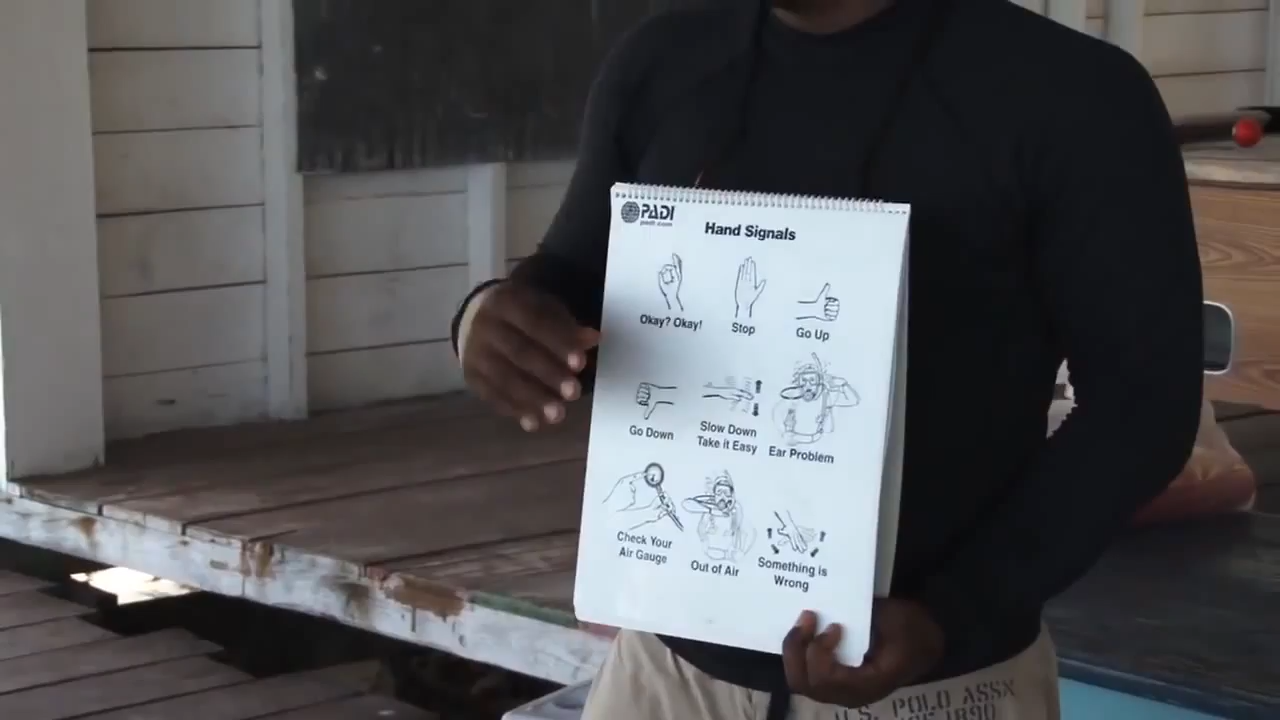 PADI
padi.com
Hand Signals
Okay? Okay!
Stop
Go Up
Go Down
Slow Down
Take it Easy
Ear Problem
Check Your
Air Gauge
Out of Air
Something is
Wrong
U.S. POLO ASSN
1890